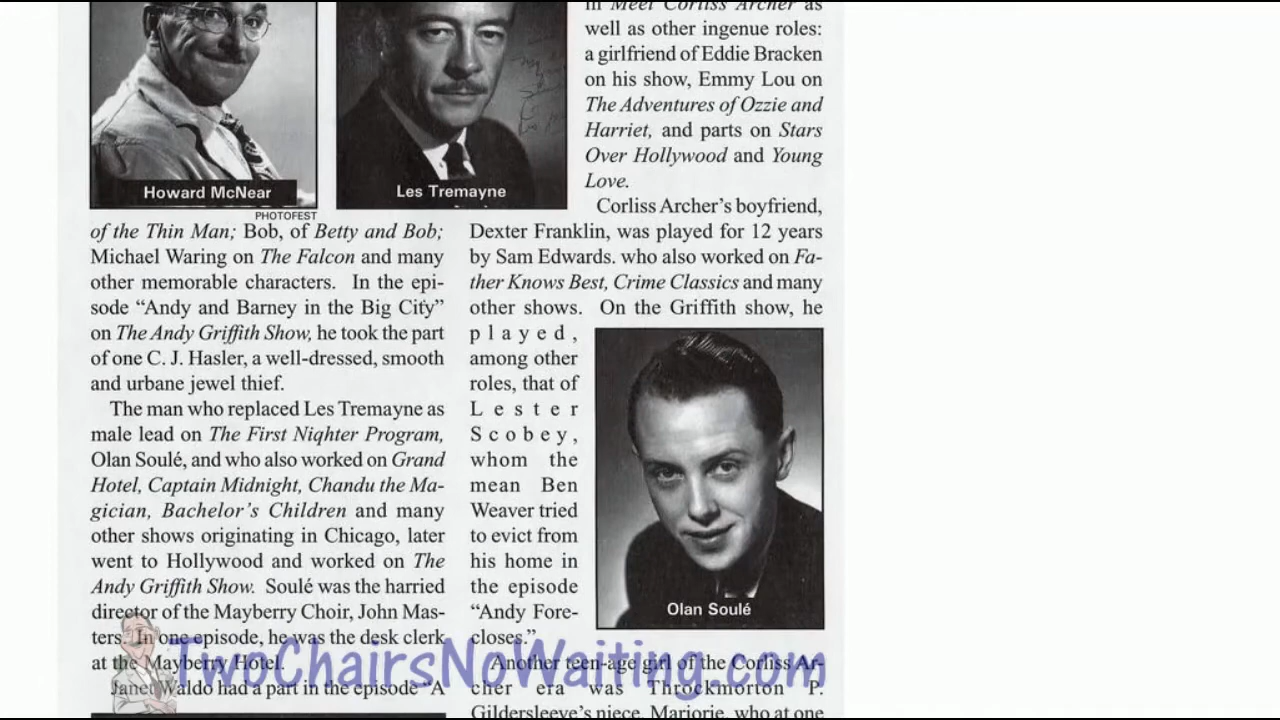 Howard McNear
PHOTOFEST
Les Tremayne
of the Thin Man; Bob, of Betty and Bob;
Michael Waring on The Falcon and many
other memorable characters. In the epi-
sode “Andy and Barney in the Big City”
on The Andy Griffith Show, he took the part
of one C. J. Hasler, a well-dressed, smooth
and urbane jewel thief.
The man who replaced Les Tremayne as
male lead on The First Niqhter Program,
Olan Soulé, and who also worked on Grand
Hotel, Captain Midnight, Chandu the Ma-
gician, Bachelor’s Children and many
other shows originating in Chicago, later
went to Hollywood and worked on The
Andy Griffith Show. Soulé was the harried
director of the Mayberry Choir, John Mas-
ters. In one episode, he was the desk clerk
at the Mayberry Hotel.
Janet Waldo had a part in the episode “A
in Meet Corliss Archer as
well as other ingenue roles:
a girlfriend of Eddie Bracken
on his show, Emmy Lou on
The Adventures of Ozzie and
Harriet, and parts on Stars
Over Hollywood and Young
Love.
Corliss Archer’s boyfriend,
Dexter Franklin, was played for 12 years
by Sam Edwards. who also worked on Fa-
ther Knows Best, Crime Classics and many
other shows. On the Griffith show, he
played,
among other
roles, that of
Lester
Scobey,
whom the
mean Ben
Weaver tried
to evict from
his home in
the episode
“Andy Fore-
closes.”
Olan Soulé
Another teen-age girl of the Corliss Ar-
cher era was Throckmorton P.
Gildersleeve’s niece, Marjorie, who at one
TwoChairsNoWaiting.com